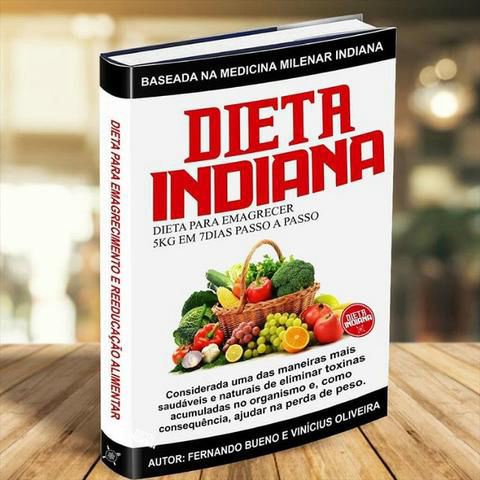 BASEADA NA MEDICINA MILENAR INDIANA
DIETA
INDIANA
DIETA PARA EMAGRECER
5KG EM 7DIAS PASSO A PASSO
DIETA
INDIANA
Considerada uma das maneiras mais
saudáveis e naturais de eliminar toxinas
acumuladas no organismo e, como
consequência, ajudar na perda de peso.
AUTOR: FERNANDO BUENO E VINÍCIUS OLIVEIRA
DIETA PARA EMAGRECIMENTO E REEDUCAÇÃO ALIMENTAR